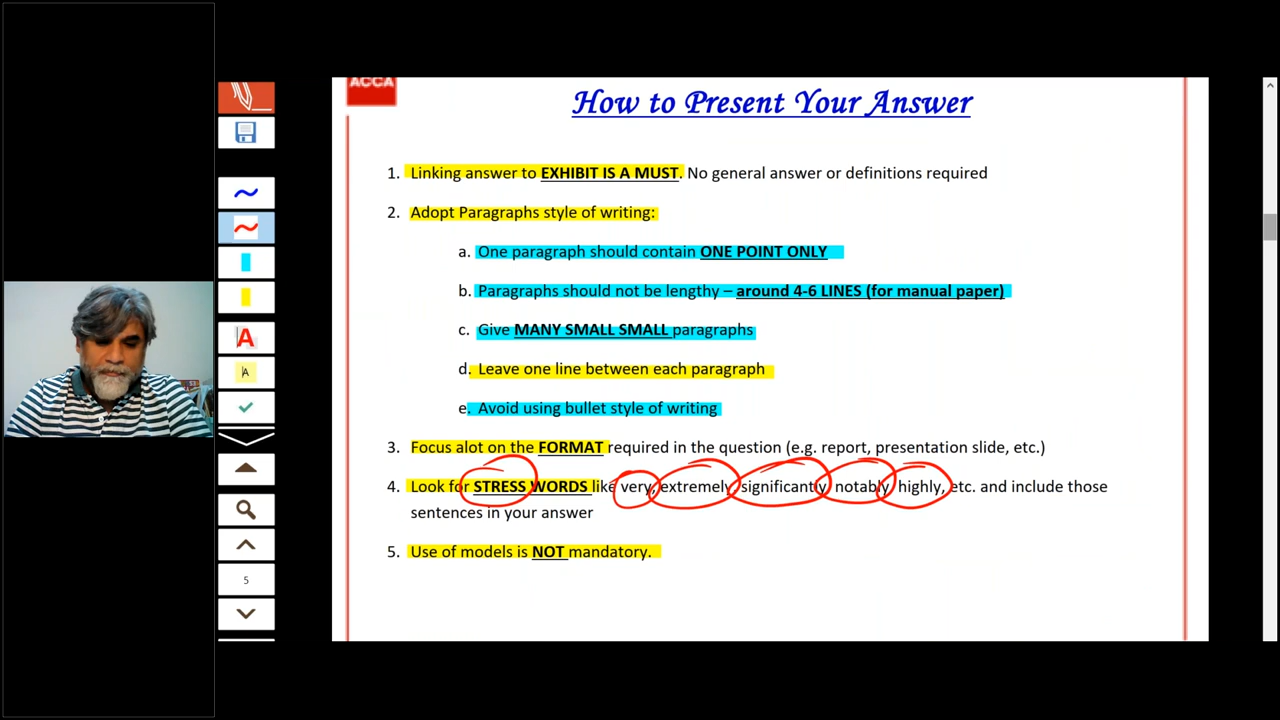 ACCA
How to Present Your Answer
1. Linking answer to EXHIBIT IS A MUST. No general answer or definitions required
2. Adopt Paragraphs style of writing:
a. One paragraph should contain ONE POINT ONLY
b. Paragraphs should not be lengthy – around 4-6 LINES (for manual paper)
c. Give MANY SMALL SMALL paragraphs
d. Leave one line between each paragraph
e. Avoid using bullet style of writing
3. Focus alot on the FORMAT required in the question (e.g. report, presentation slide, etc.)
4. Look for STRESS WORDS like very, extremely, significantly, notably, highly, etc. and include those
sentences in your answer
5. Use of models is NOT mandatory.
A
A
5